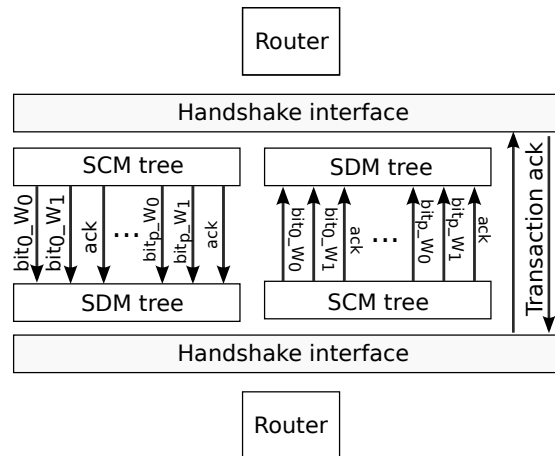 Router
Handshake interface
SCM tree
SDM tree
bit0_W0
bit0_W1
ack
...
bitp_W0
bitp_W1
ack
bit0_W0
bit0_W1
ack
...
bitp_W0
bitp_W1
ack
Transaction ack
SDM tree
SCM tree
Handshake interface
Router